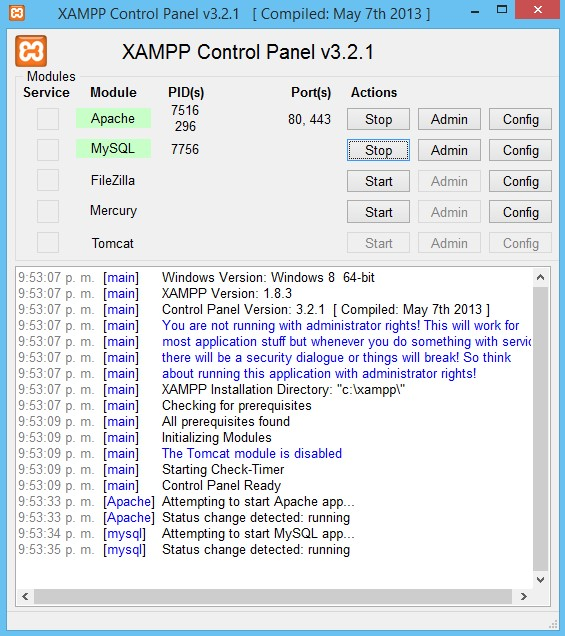 XAMPP Control Panel v3.2.1 [ Compiled: May 7th 2013 ]
XAMPP Control Panel v3.2.1
Modules
Service Module PID(s) Port(s) Actions
Apache 7516 296 80, 443 Stop Admin Config
MySQL 7756 Stop Admin Config
FileZilla Start Admin Config
Mercury Start Admin Config
Tomcat Start Admin Config
9:53:07 p. m. [main] Windows Version: Windows 8 64-bit
9:53:07 p. m. [main] XAMPP Version: 1.8.3
9:53:07 p. m. [main] Control Panel Version: 3.2.1 [ Compiled: May 7th 2013 ]
9:53:07 p. m. [main] You are not running with administrator rights! This will work for
9:53:07 p. m. [main] most application stuff but whenever you do something with servic
9:53:07 p. m. [main] there will be a security dialogue or things will break! So think
9:53:07 p. m. [main] about running this application with administrator rights!
9:53:07 p. m. [main] XAMPP Installation Directory: "c:\xampp\"
9:53:07 p. m. [main] Checking for prerequisites
9:53:09 p. m. [main] All prerequisites found
9:53:09 p. m. [main] Initializing Modules
9:53:09 p. m. [main] The Tomcat module is disabled
9:53:09 p. m. [main] Starting Check-Timer
9:53:09 p. m. [main] Control Panel Ready
9:53:33 p. m. [Apache] Attempting to start Apache app...
9:53:33 p. m. [Apache] Status change detected: running
9:53:34 p. m. [mysql] Attempting to start MySQL app...
9:53:35 p. m. [mysql] Status change detected: running